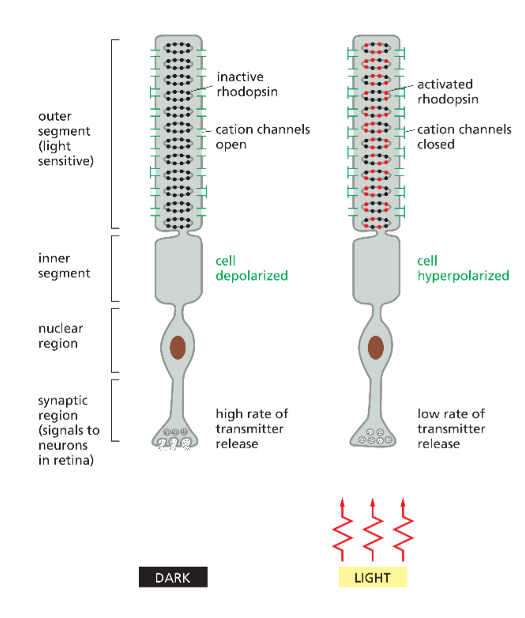 outer
segment
(light
sensitive)
inner
segment
nuclear
region
synaptic
region
(signals to
neurons
in retina)
inactive
rhodopsin
cation channels
open
cell
depolarized
high rate of
transmitter
release
DARK
activated
rhodopsin
cation channels
closed
cell
hyperpolarized
low rate of
transmitter
release
LIGHT